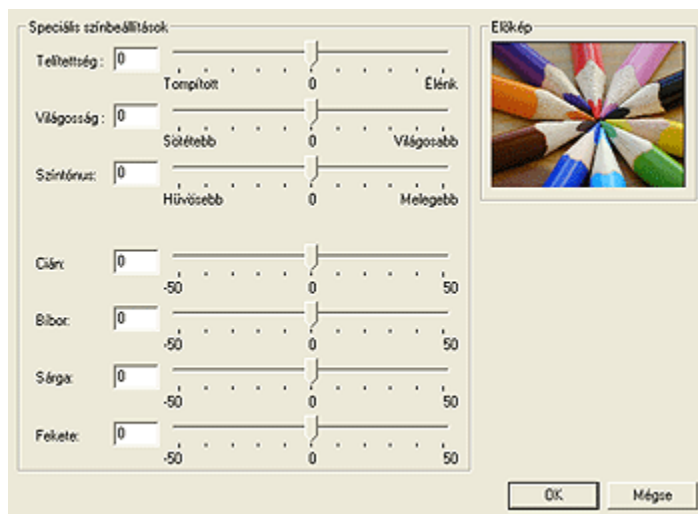 Speciális színbeállítások
Telítettség: 0
Tompított 0 Élénk
Világosság: 0
Sötétebb 0 Világosabb
Színtónus: 0
Hűvösebb 0 Melegebb
Cián: 0
-50 0 50
Bíbor: 0
-50 0 50
Sárga: 0
-50 0 50
Fekete: 0
-50 0 50
Előkép
OK Mégse